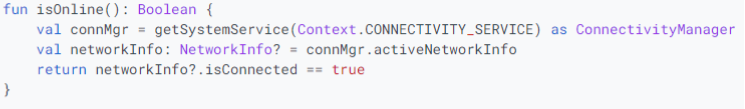 fun isOnline(): Boolean {
    val connMgr = getSystemService(Context.CONNECTIVITY_SERVICE) as ConnectivityManager
    val networkInfo: NetworkInfo? = connMgr.activeNetworkInfo
    return networkInfo?.isConnected == true
}